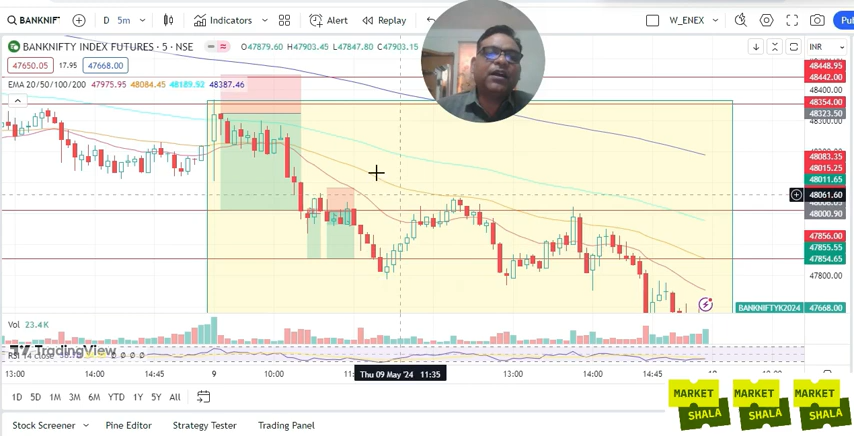 BANKNIF D 5m Indicators Alert Replay W_ENEX Pul
BANKNIFTY INDEX FUTURES · 5 · NSE O47879.60 H47903.45 L47847.80 C47903.15 INR
47650.05 17.95 47668.00
EMA 20/50/100/200 47975.95 48084.45 48189.92 48387.46
48448.95
48442.00
48400.00
48354.00
48323.50
48083.35
48015.25
48011.65
48061.60
48000.90
47856.00
47855.55
47854.65
47800.00
BANKNIFTYK2024 47668.00
Vol 23.4 K
RSI 14 close
TradingView
13:00 14:00 14:45 9 10:00 Thu 09 May '24 11:35 13:00 14:00 14:45
1D 5D 1M 3M 6M YTD 1Y 5Y All
MARKET SHALA MARKET SHALA MARKET SHALA
Stock Screener Pine Editor Strategy Tester Trading Panel